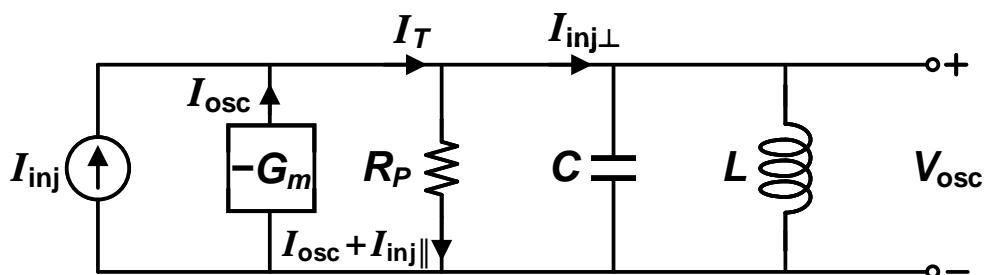 I_T
I_inj⊥
+
I_osc
I_inj
−G_m
R_P
C
L
V_osc
I_osc + I_inj∥
−